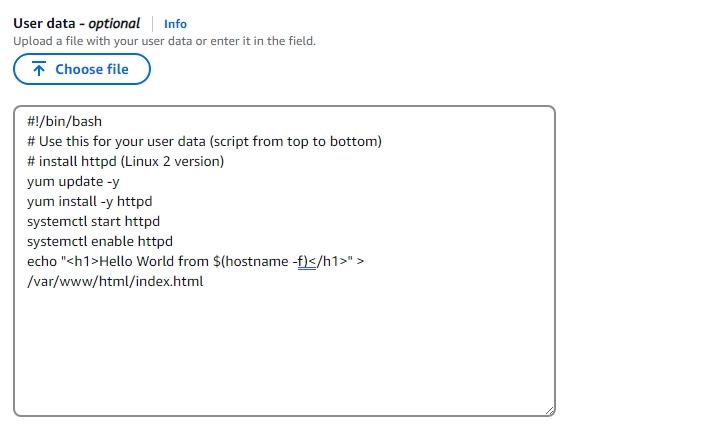 User data - optional Info
Upload a file with your user data or enter it in the field.
Choose file
#!/bin/bash
# Use this for your user data (script from top to bottom)
# install httpd (Linux 2 version)
yum update -y
yum install -y httpd
systemctl start httpd
systemctl enable httpd
echo "<h1>Hello World from $(hostname -f)</h1>" >
/var/www/html/index.html